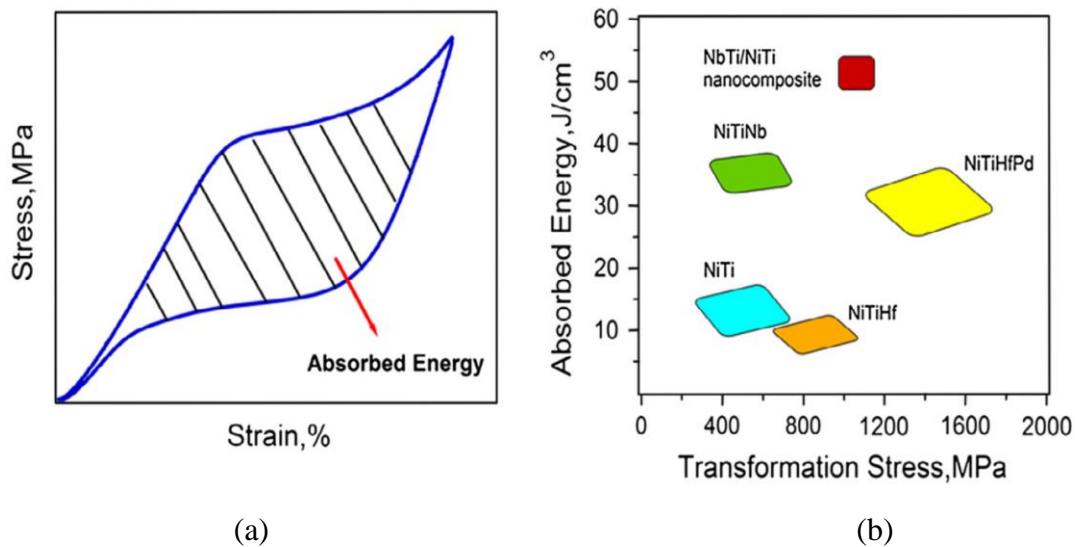 Stress,MPa
Absorbed Energy
Strain,%
(a)
Absorbed Energy,J/cm³
60
50
40
30
20
10
NbTi/NiTi
nanocomposite
NiTiNb
NiTiHfPd
NiTi
NiTiHf
0
400
800
1200
1600
2000
Transformation Stress,MPa
(b)